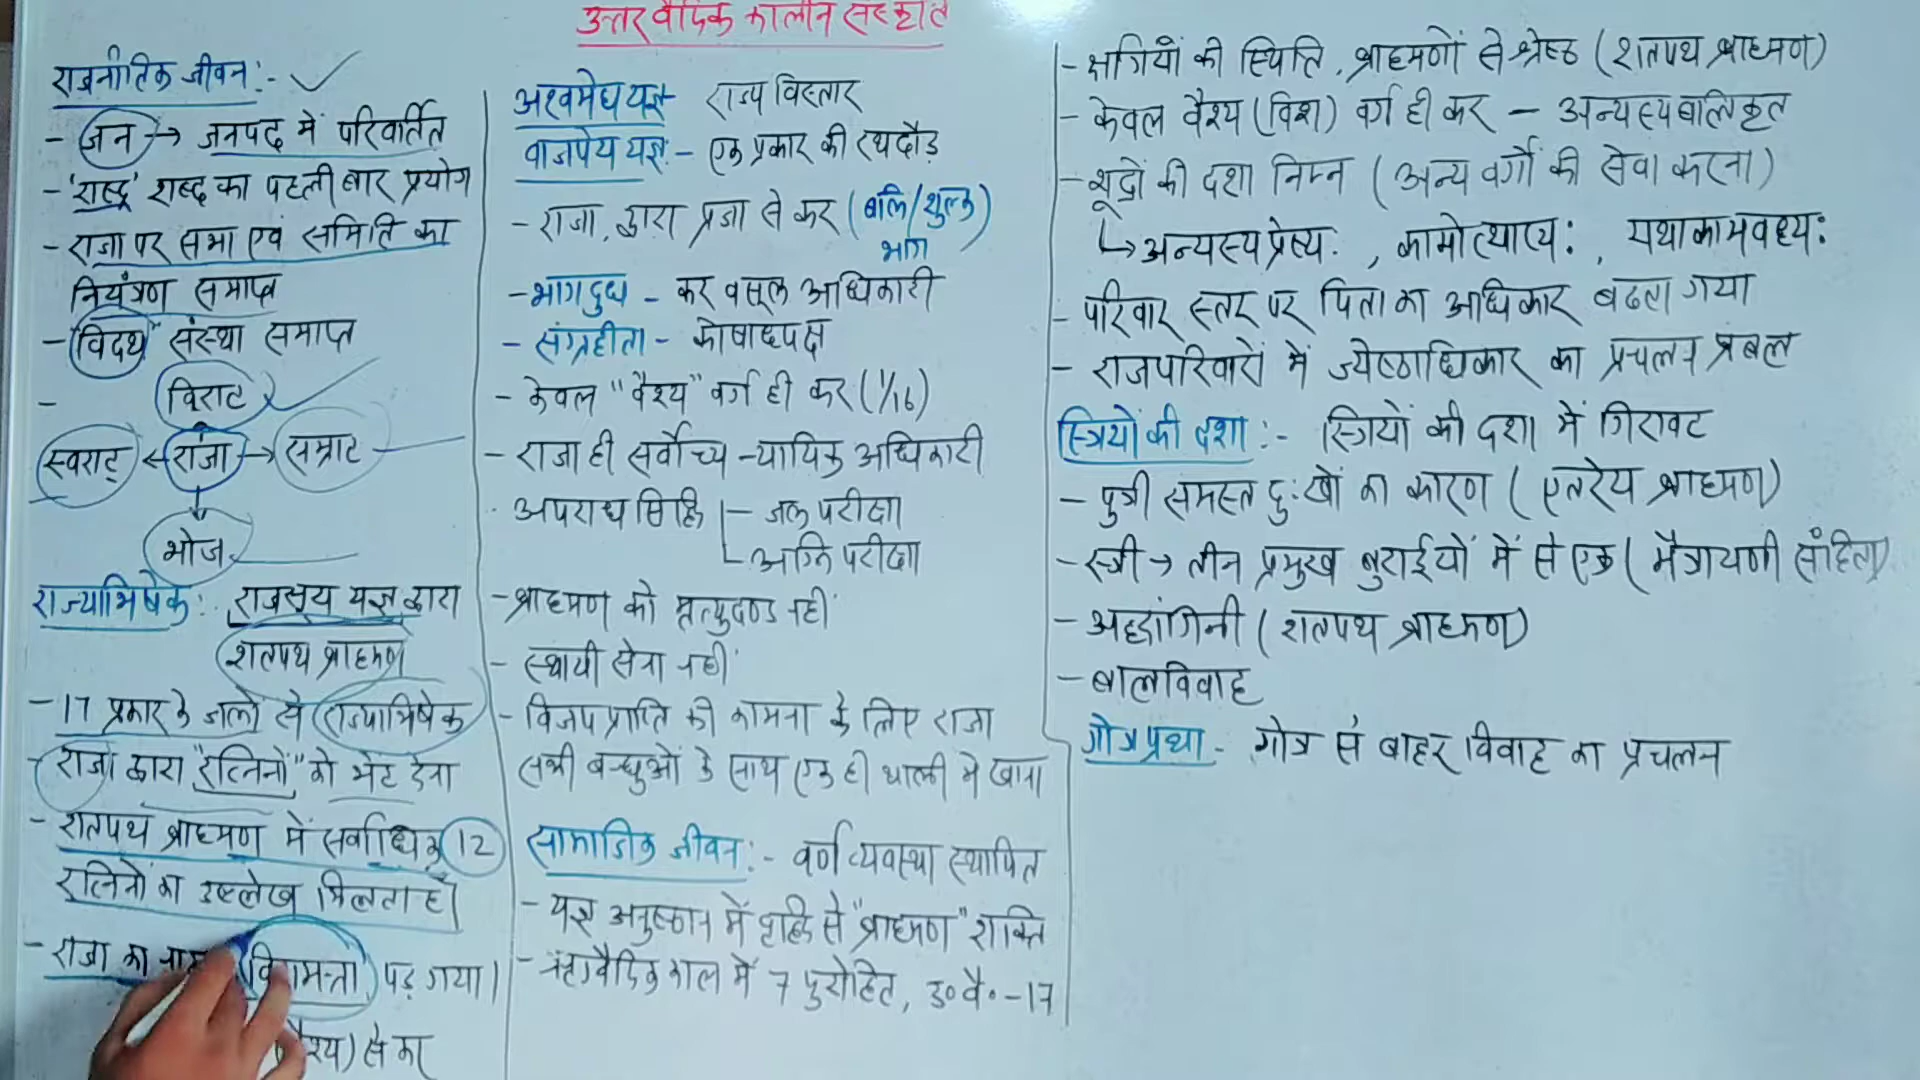 उत्तर वैदिक कालीन संस्कृति
राजनीतिक जीवन :-
- जन → जनपद में परिवर्तित
- 'राष्ट्र' शब्द का पहली बार प्रयोग
- राजा पर सभा एवं समिति का
नियंत्रण समाप्त
- विदथ संस्था समाप्त
- विराट
स्वराट् ← राजा → सम्राट
भोज
राज्याभिषेक : राजसूय यज्ञ द्वारा
शतपथ ब्राह्मण
- 17 प्रकार के जलों से राज्याभिषेक
- राजा द्वारा "रत्निनों" को भेंट देना
- शतपथ ब्राह्मण में सर्वाधिक 12
रत्निनों का उल्लेख मिलता है।
- राजा का पड़ गया।
से कर
अश्वमेध यज्ञ - राज्य विस्तार
वाजपेय यज्ञ - एक प्रकार की रथदौड़
- राजा द्वारा प्रजा से कर (बलि/शुल्क)
भाग
- भागदुध - कर वसूल अधिकारी
- संग्रहीता - कोषाध्यक्ष
- केवल "वैश्य" वर्ग ही कर (1/16)
- राजा ही सर्वोच्च न्यायिक अधिकारी
अपराध सिद्धि - जल परीक्षा
- अग्नि परीक्षा
- ब्राह्मण को मृत्युदण्ड नहीं
- स्थायी सेना नहीं
- विजय प्राप्ति की कामना के लिए राजा
सभी बन्धुओं के साथ एक ही थाली में खाना
सामाजिक जीवन :- वर्ण व्यवस्था स्थापित
- यज्ञ अनुष्ठान में वृद्धि से "ब्राह्मण" शक्ति
- ऋग्वैदिक काल में 7 पुरोहित, उ० वै० - 17
- क्षत्रियों की स्थिति, ब्राह्मणों से श्रेष्ठ (शतपथ ब्राह्मण)
- केवल वैश्य (विश) वर्ग ही कर - अन्यस्य बालिकृत
- शूद्रों की दशा निम्न (अन्य वर्गों की सेवा करना)
↳ अन्यस्य प्रेष्य: , कामोत्थाप्य: , यथाकामवध्य:
- परिवार स्तर पर पिता का अधिकार बढता गया
- राजपरिवारों में ज्येष्ठाधिकार का प्रचलन प्रबल
स्त्रियों की दशा :- स्त्रियों की दशा में गिरावट
- पुत्री समस्त दु:खों का कारण (एतरेय ब्राह्मण)
- स्त्री → तीन प्रमुख बुराईयों में से एक (मैत्रायणी संहिता)
- अर्द्धांगिनी (शतपथ ब्राह्मण)
- बालविवाह
गोत्र प्रथा - गोत्र से बाहर विवाह का प्रचलन